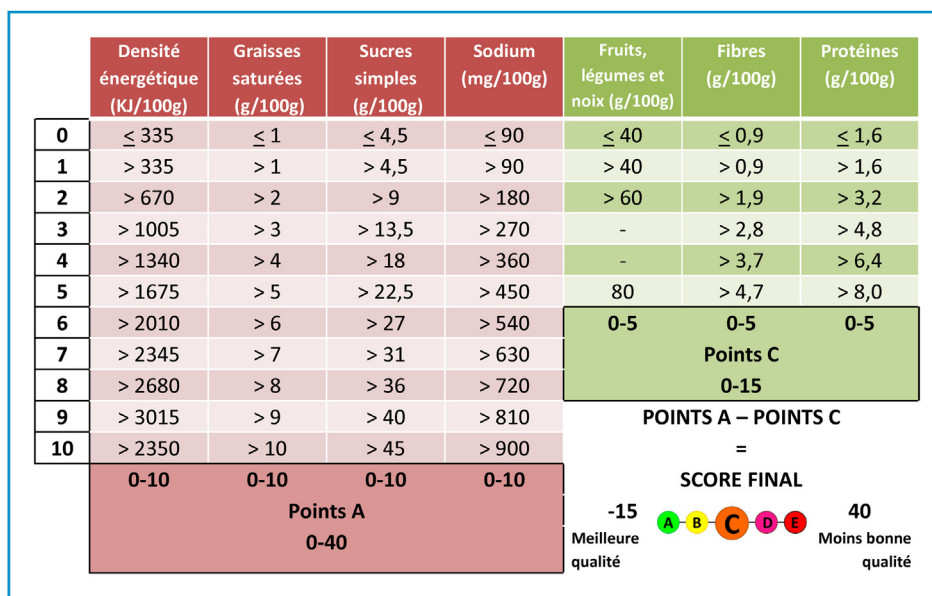 Densité énergétique (KJ/100g) Graisses saturées (g/100g) Sucres simples (g/100g) Sodium (mg/100g) Fruits, légumes et noix (g/100g) Fibres (g/100g) Protéines (g/100g)
0 ≤ 335 ≤ 1 ≤ 4,5 ≤ 90 ≤ 40 ≤ 0,9 ≤ 1,6
1 > 335 > 1 > 4,5 > 90 > 40 > 0,9 > 1,6
2 > 670 > 2 > 9 > 180 > 60 > 1,9 > 3,2
3 > 1005 > 3 > 13,5 > 270 - > 2,8 > 4,8
4 > 1340 > 4 > 18 > 360 - > 3,7 > 6,4
5 > 1675 > 5 > 22,5 > 450 80 > 4,7 > 8,0
6 > 2010 > 6 > 27 > 540 0-5 0-5 0-5
7 > 2345 > 7 > 31 > 630 Points C
8 > 2680 > 8 > 36 > 720 0-15
9 > 3015 > 9 > 40 > 810 POINTS A – POINTS C
10 > 2350 > 10 > 45 > 900 =
0-10 0-10 0-10 0-10 SCORE FINAL
Points A
0-40
-15 A B C D E 40
Meilleure qualité
Moins bonne qualité